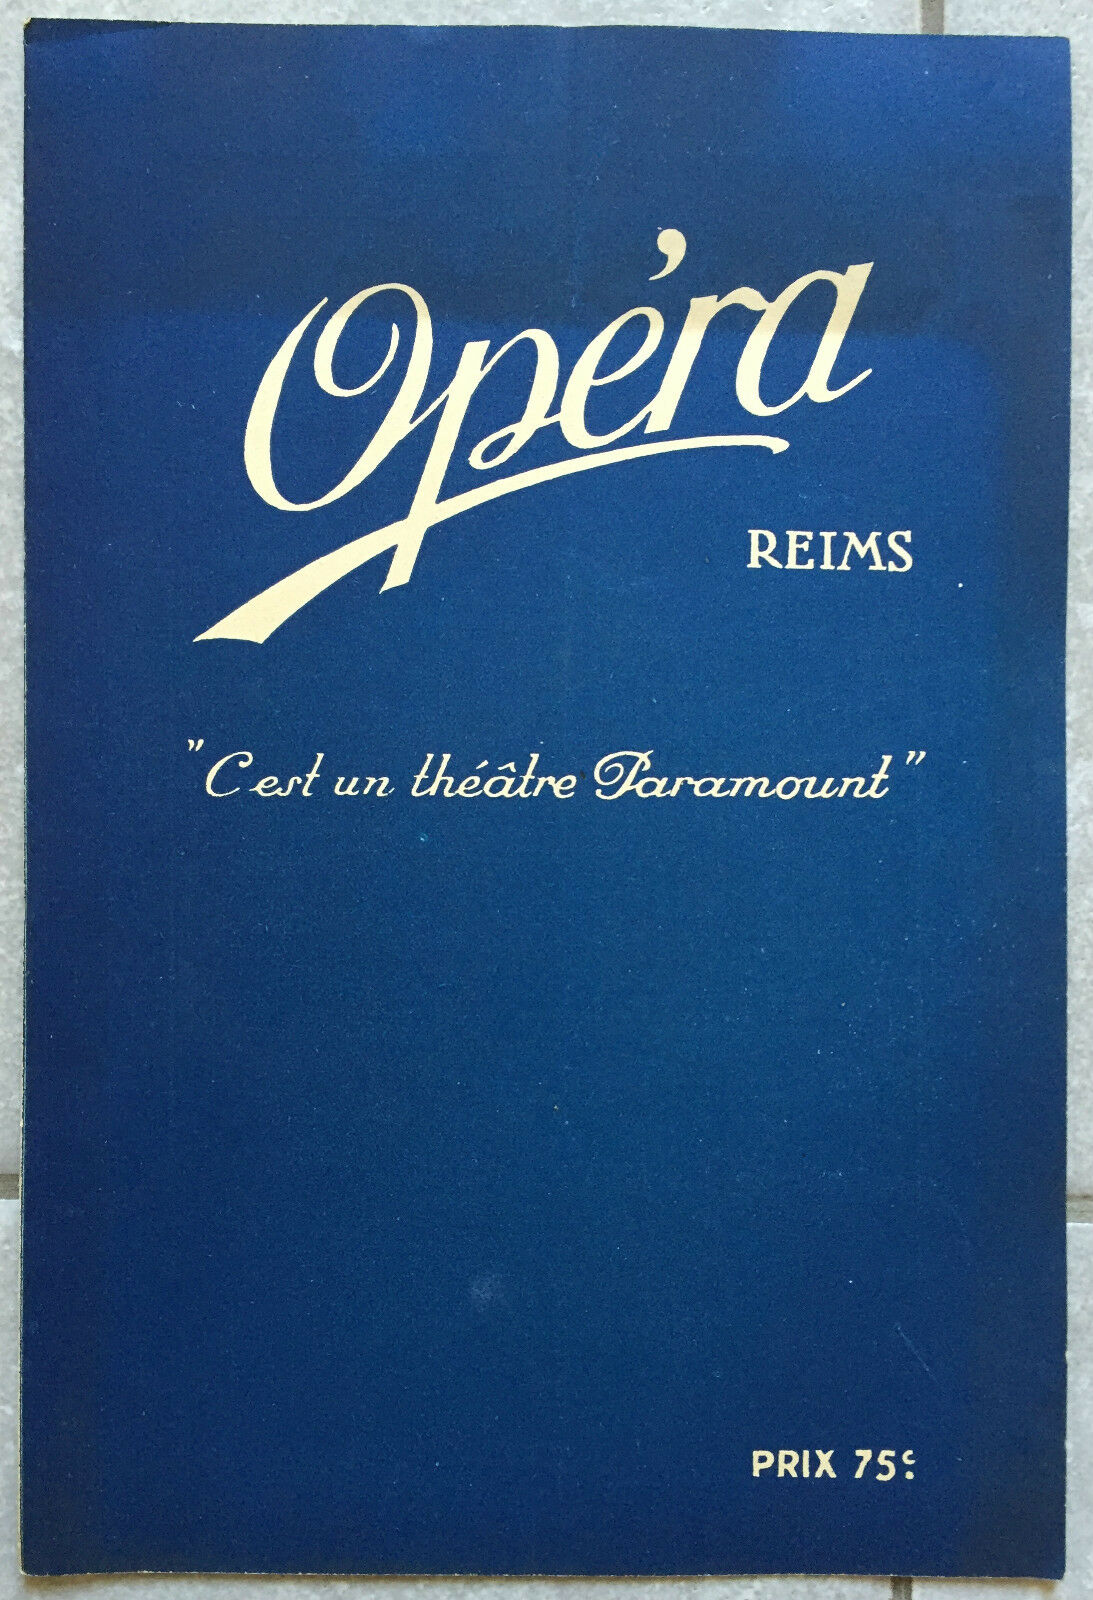 Opéra
REIMS
"C'est un théâtre Paramount"
PRIX 75c.